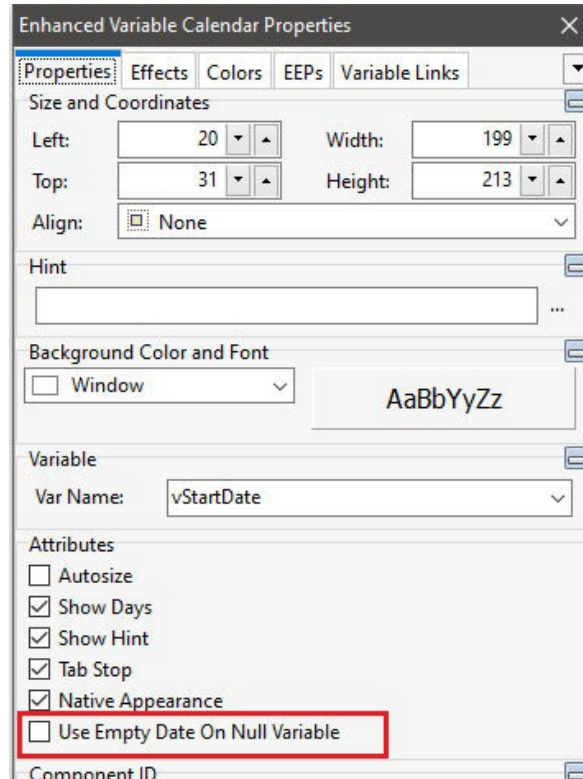 Enhanced Variable Calendar Properties
Properties Effects Colors EEPs Variable Links
Size and Coordinates
Left: 20 Width: 199
Top: 31 Height: 213
Align: None
Hint
...
Background Color and Font
Window AaBbYyZz
Variable
Var Name: vStartDate
Attributes
Autosize
Show Days
Show Hint
Tab Stop
Native Appearance
Use Empty Date On Null Variable
Component ID